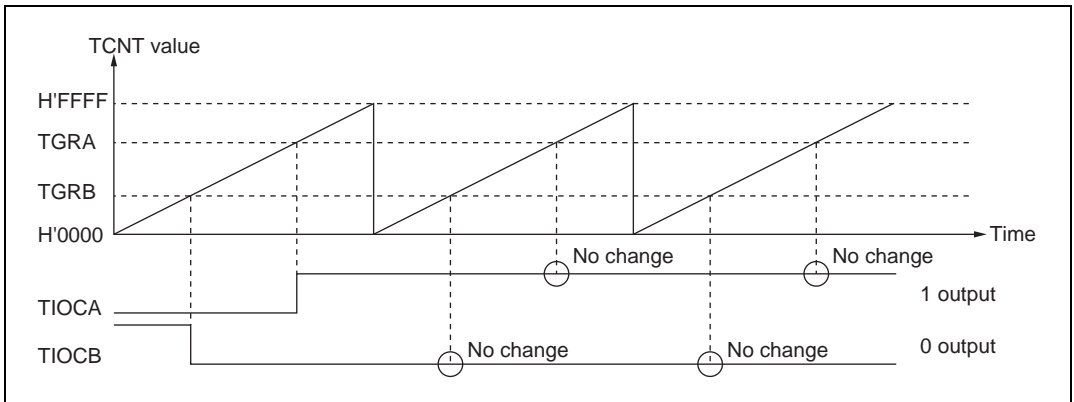 TCNT value
H'FFFF
TGRA
TGRB
H'0000
Time
No change
No change
1 output
TIOCA
No change
No change
0 output
TIOCB